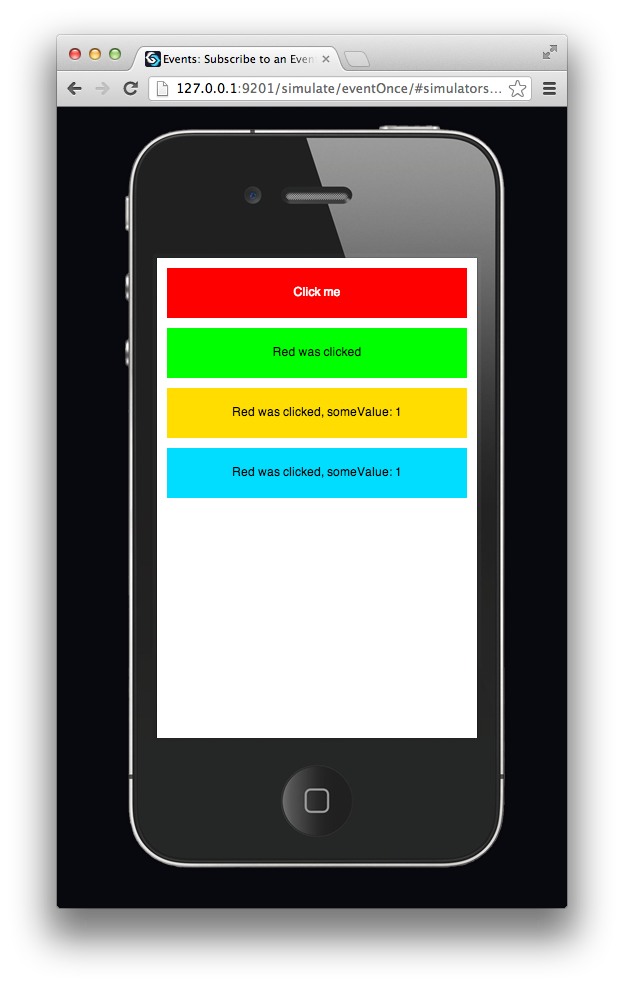 Events: Subscribe to an Even
127.0.0.1:9201/simulate/eventOnce/#simulators...
Click me
Red was clicked
Red was clicked, someValue: 1
Red was clicked, someValue: 1